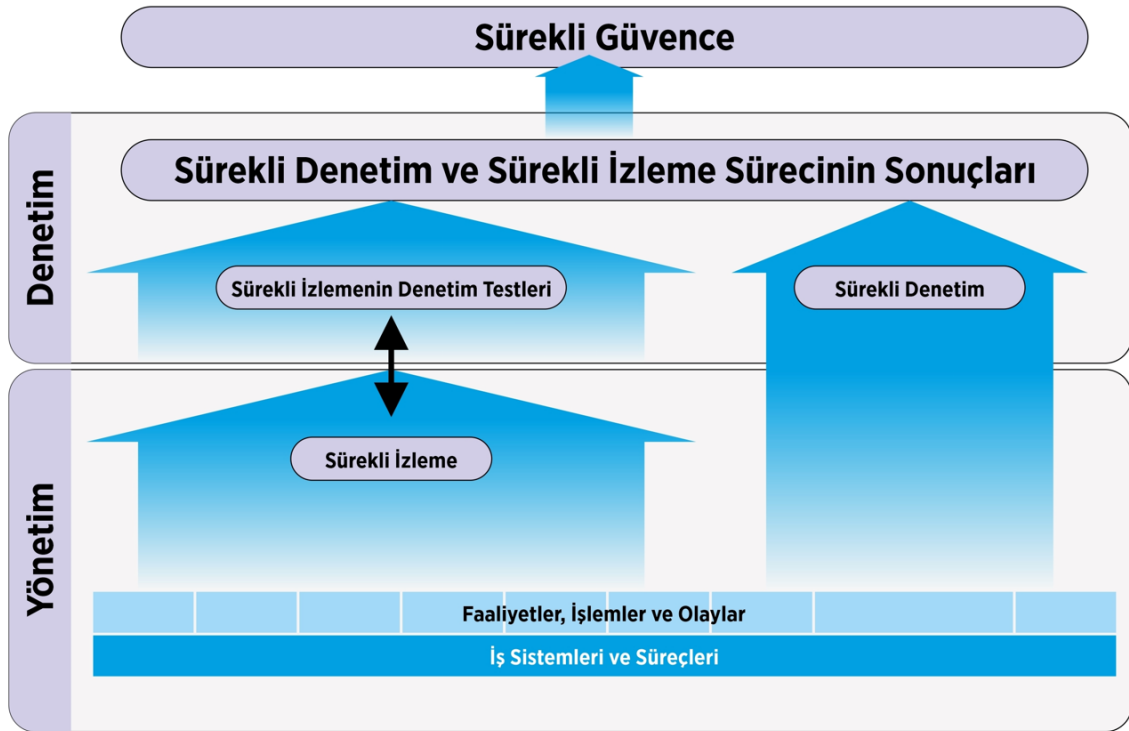 Sürekli Güvence
Denetim
Sürekli Denetim ve Sürekli İzleme Sürecinin Sonuçları
Sürekli İzlemenin Denetim Testleri
Sürekli Denetim
Yönetim
Sürekli İzleme
Faaliyetler, İşlemler ve Olaylar
İş Sistemleri ve Süreçleri